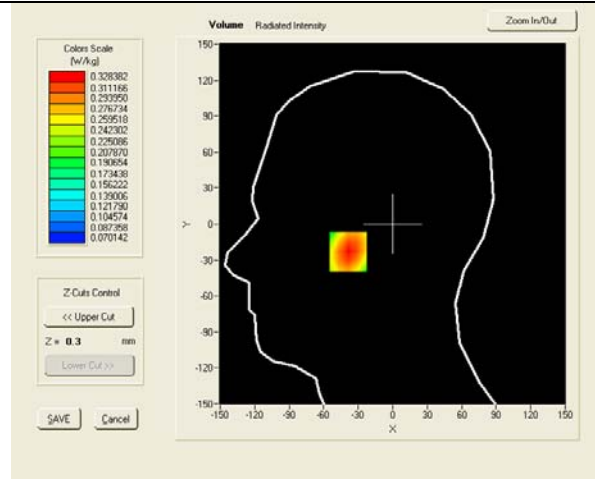 Volume Radiated Intensity
Zoom In/Out
Colors Scale
(W/kg)
0.328382
0.311166
0.293950
0.276734
0.259518
0.242302
0.225086
0.207870
0.190654
0.173438
0.156222
0.139006
0.121790
0.104574
0.087358
0.070142
Z-Cuts Control
<< Upper Cut
Z = 0.3 mm
Lower Cut >>
SAVE Cancel
150
120
90
60
30
0
-30
-60
-90
-120
-150
Y
-150 -120 -90 -60 -30 0 30 60 90 120 150
X